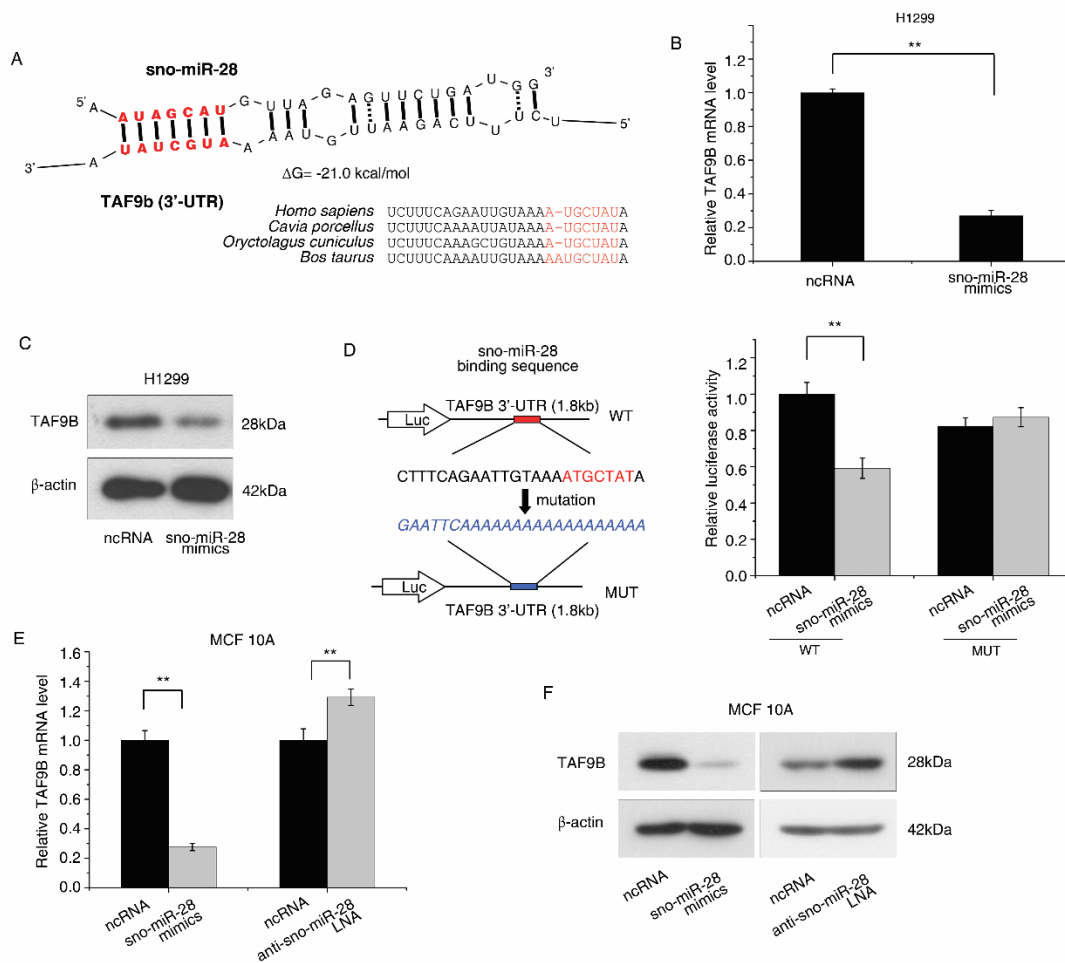 A
sno-miR-28
5'
A
AUAGCAU
GUUAGAGUUCUGAUGG
3'
3'
A
UAUCGUA
AAAUGUUAAGACUUUCU
5'
TAF9b (3'-UTR)
ΔG= -21.0 kcal/mol
Homo sapiens UCUUUCAGAAUUGUAAAA-UGCUAUA
Cavia porcellus UCUUUCAAAAUUAUAAAA-UGCUAUA
Oryctolagus cuniculus UCUUUCAAAGCUGUAAAA-UGCUAUA
Bos taurus UCUUUCAAAAUUGUAAAAAUGCUAUA
B
H1299
**
Relative TAF9B mRNA level
1.2
1.0
0.8
0.6
0.4
0.2
0.0
ncRNA
sno-miR-28
mimics
C
H1299
TAF9B
28kDa
β-actin
42kDa
ncRNA
sno-miR-28
mimics
D
sno-miR-28
binding sequence
TAF9B 3'-UTR (1.8kb)
Luc
WT
CTTTCAGAATTGTAAAATGCTATA
mutation
GAATTCAAAAAAAAAAAAAAAAAA
Luc
MUT
TAF9B 3'-UTR (1.8kb)
**
Relative luciferase activity
1.2
1.0
0.8
0.6
0.4
0.2
0.0
ncRNA
sno-miR-28
mimics
WT
ncRNA
sno-miR-28
mimics
MUT
E
MCF 10A
**
**
Relative TAF9B mRNA level
1.6
1.4
1.2
1.0
0.8
0.6
0.4
0.2
0.0
ncRNA
sno-miR-28
mimics
ncRNA
anti-sno-miR-28
LNA
F
MCF 10A
TAF9B
28kDa
β-actin
42kDa
ncRNA
sno-miR-28
mimics
ncRNA
anti-sno-miR-28
LNA